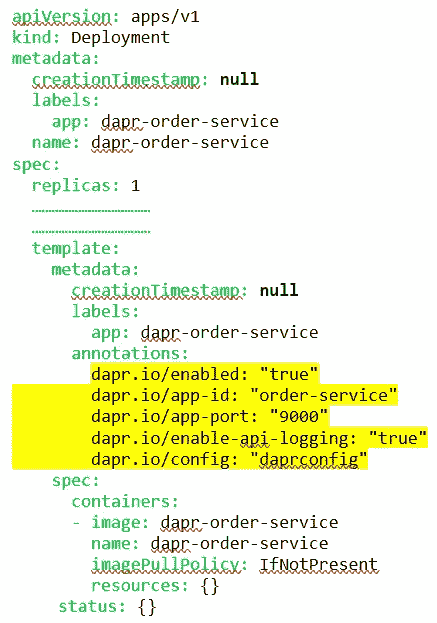 apiVersion: apps/v1
kind: Deployment
metadata:
  creationTimestamp: null
  labels:
    app: dapr-order-service
  name: dapr-order-service
spec:
  replicas: 1
  ........................
  ........................
  template:
    metadata:
      creationTimestamp: null
      labels:
        app: dapr-order-service
      annotations:
        dapr.io/enabled: "true"
        dapr.io/app-id: "order-service"
        dapr.io/app-port: "9000"
        dapr.io/enable-api-logging: "true"
        dapr.io/config: "daprconfig"
    spec:
      containers:
      - image: dapr-order-service
        name: dapr-order-service
        imagePullPolicy: IfNotPresent
        resources: {}
     status: {}